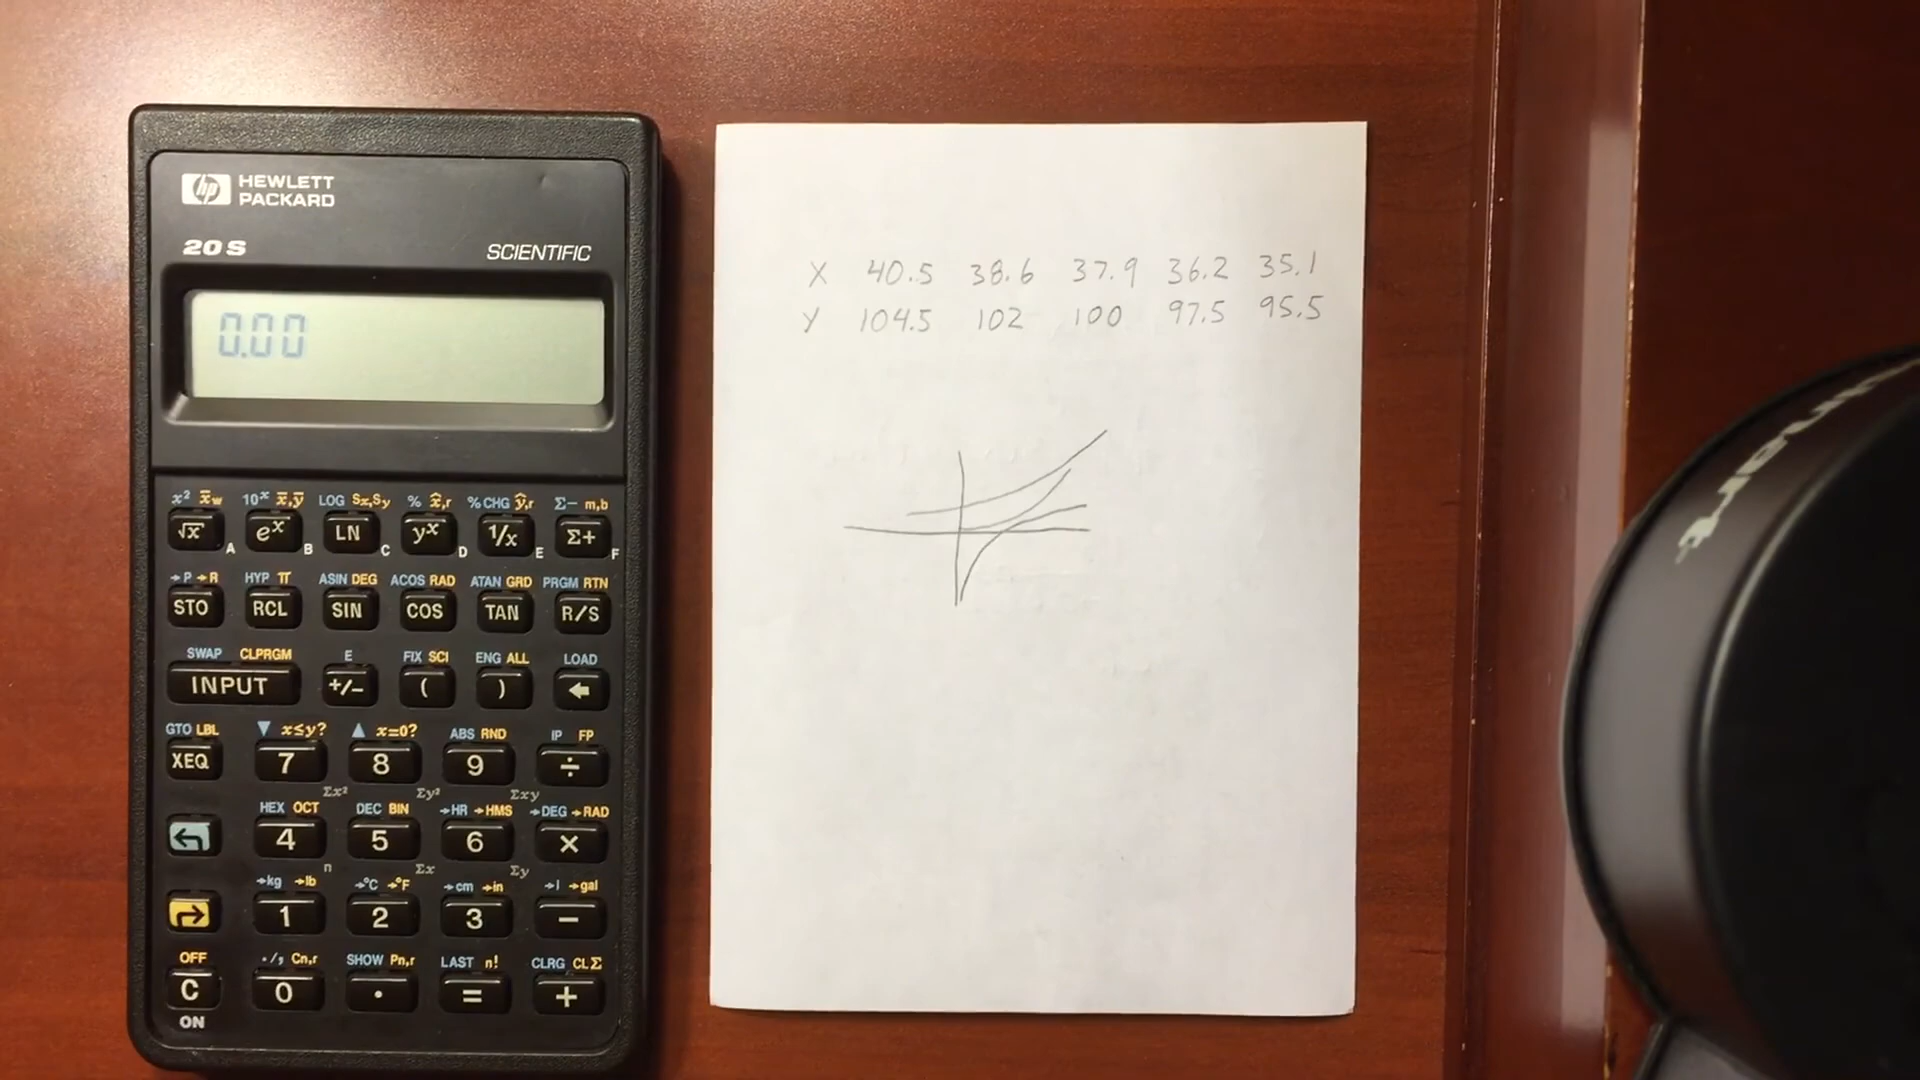 hp HEWLETT
PACKARD
20S SCIENTIFIC
0.00
x² x̄w 10ˣ x̄,ȳ LOG Sx,Sy % x̂,r %CHG ŷ,r Σ− m,b
√x A eˣ B LN C yˣ D 1/x E Σ+ F
→P →R HYP π ASIN DEG ACOS RAD ATAN GRD PRGM RTN
STO RCL SIN COS TAN R/S
SWAP CLPRGM E FIX SCI ENG ALL LOAD
INPUT +/− ( ) ←
GTO LBL ▼ x≤y? ▲ x=0? ABS RND IP FP
XEQ 7 8 9 ÷
Σx² Σy² Σxy
HEX OCT DEC BIN →HR →HMS →DEG →RAD
4 5 6 ×
n Σx Σy
→kg →lb →°C →°F →cm →in →l →gal
1 2 3 −
OFF ./, Cn,r SHOW Pn,r LAST n! CLRG CLΣ
C 0 · = +
ON
X 40.5 38.6 37.9 36.2 35.1
Y 104.5 102 100 97.5 95.5